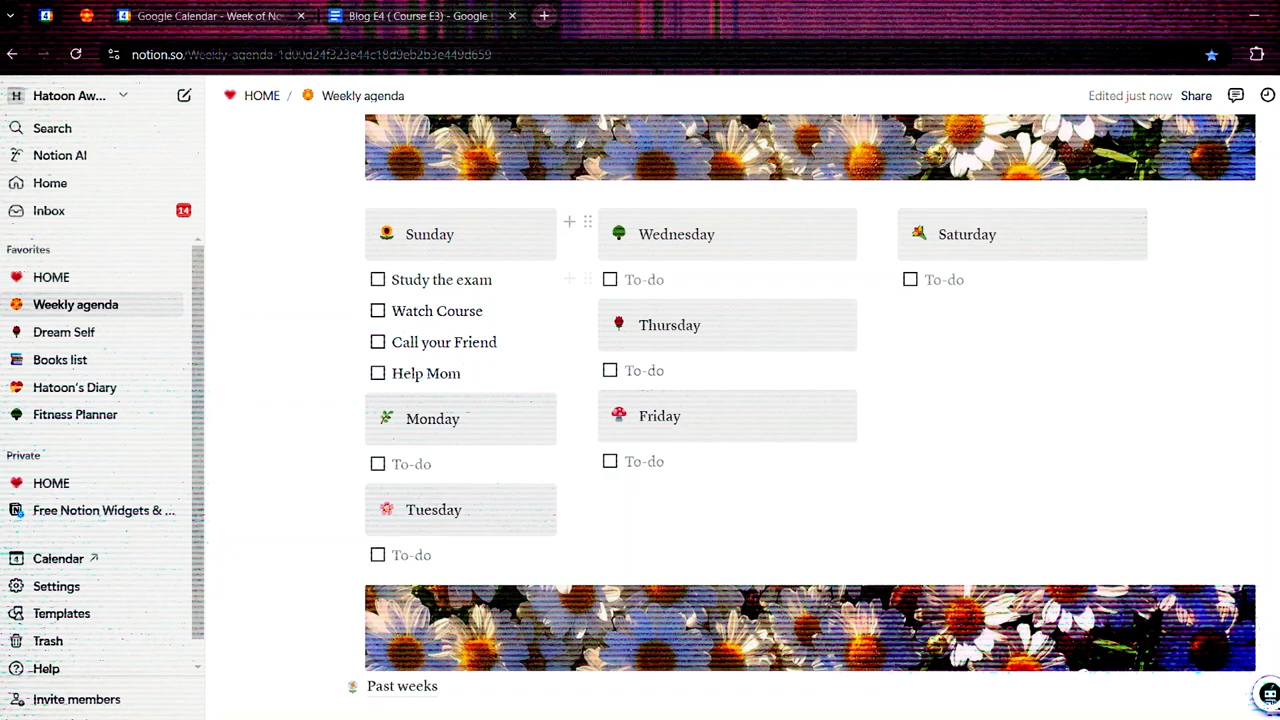 Google Calendar - Week of No
Blog E4 ( Course E3) - Google
notion.so/Weekly-agenda-1d00d24f323e44c18d9eb2b3e449d659
H Hatoon Aw...
HOME / Weekly agenda
Edited just now Share
Search
Notion AI
Home
Inbox 14
Favorites
HOME
Weekly agenda
Dream Self
Books list
Hatoon's Diary
Fitness Planner
Private
HOME
Free Notion Widgets & ...
Calendar ↗
Settings
Templates
Trash
Help
Invite members
Sunday
Study the exam
Watch Course
Call your Friend
Help Mom
Monday
To-do
Tuesday
To-do
Wednesday
To-do
Thursday
To-do
Friday
To-do
Saturday
To-do
Past weeks